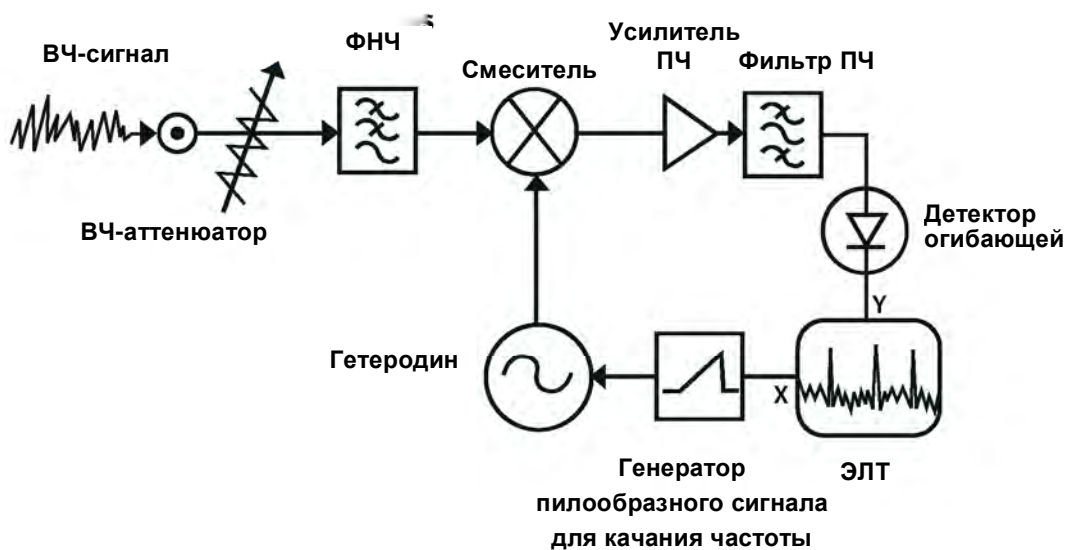 ВЧ-сигнал
ФНЧ
Смеситель
Усилитель
ПЧ
Фильтр ПЧ
ВЧ-аттенюатор
Детектор
огибающей
Y
Гетеродин
X
Генератор
пилообразного сигнала
для качания частоты
ЭЛТ